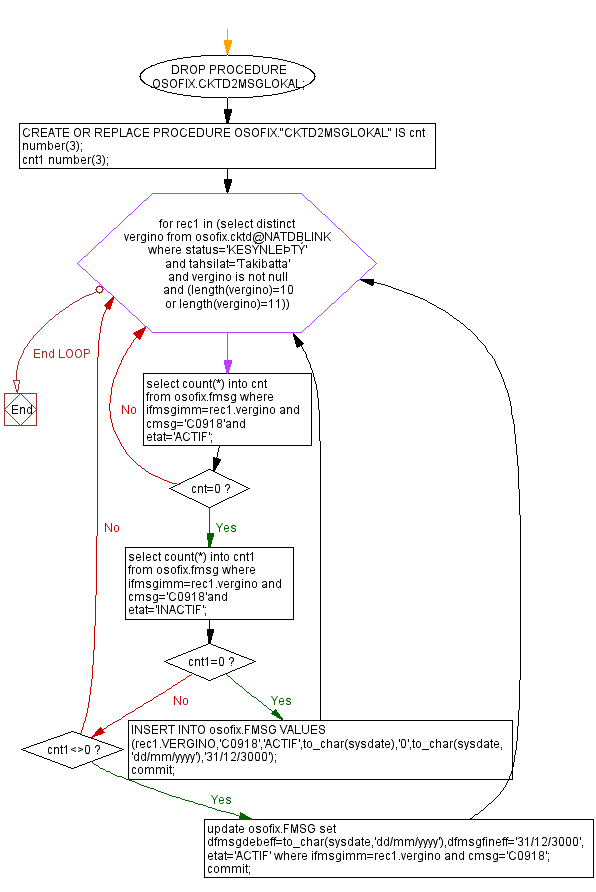 DROP PROCEDURE
OSOFIX.CKTD2MSGLOKAL;
CREATE OR REPLACE PROCEDURE OSOFIX."CKTD2MSGLOKAL" IS cnt
number(3);
cnt1 number(3);
for rec1 in (select distinct
vergino from osofix.cktd@NATDBLINK
where status='KESYNLEÞTÝ'
and tahsilat='Takibatta'
and vergino is not null
and (length(vergino)=10
or length(vergino)=11))
End LOOP
End
select count(*) into cnt
from osofix.fmsg where
ifmsgimm=rec1.vergino and
cmsg='C0918'and
etat='ACTIF';
No
cnt=0 ?
Yes
select count(*) into cnt1
from osofix.fmsg where
ifmsgimm=rec1.vergino and
cmsg='C0918'and
etat='INACTIF';
No
cnt1=0 ?
No
Yes
INSERT INTO osofix.FMSG VALUES
(rec1.VERGINO,'C0918','ACTIF',to_char(sysdate),'0',to_char(sysdate,
'dd/mm/yyyy'),'31/12/3000');
commit;
cnt1<>0 ?
Yes
update osofix.FMSG set
dfmsgdebeff=to_char(sysdate,'dd/mm/yyyy'),dfmsgfineff='31/12/3000',
etat='ACTIF' where ifmsgimm=rec1.vergino and cmsg='C0918';
commit;